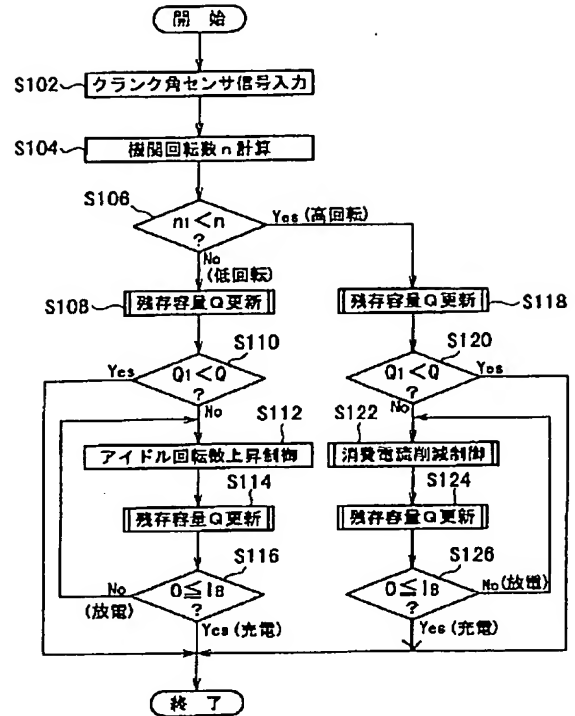 開始
S102 クランク角センサ信号入力
S104 機関回転数n計算
S106
n1<n
?
Yes(高回転)
No
(低回転)
S108 残存容量Q更新
残存容量Q更新 S118
S110
Yes Q1<Q
?
No
S120
Q1<Q Yes
?
No
S112
アイドル回転数上昇制御
S122
消費電流削減制御
S114
残存容量Q更新
S124
残存容量Q更新
S116
No 0≦IB
(放電) ?
Yes(充電)
S126
0≦IB No(放電)
?
Yes(充電)
終了